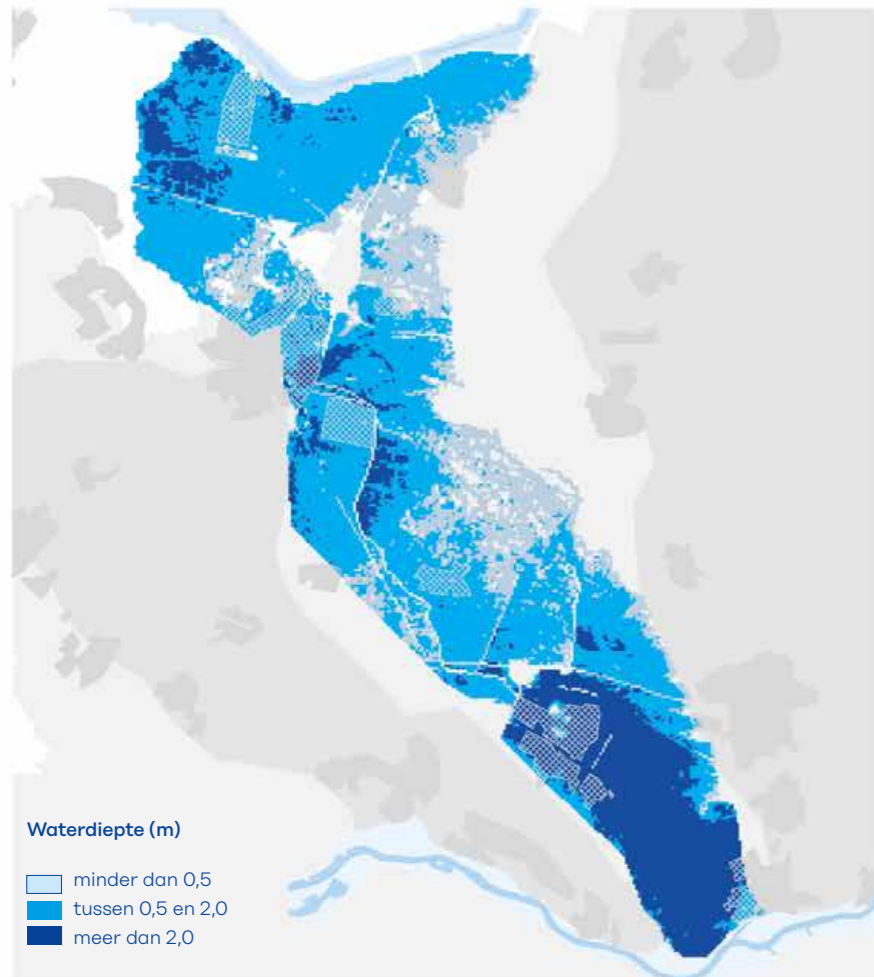 Waterdiepte (m)
minder dan 0,5
tussen 0,5 en 2,0
meer dan 2,0